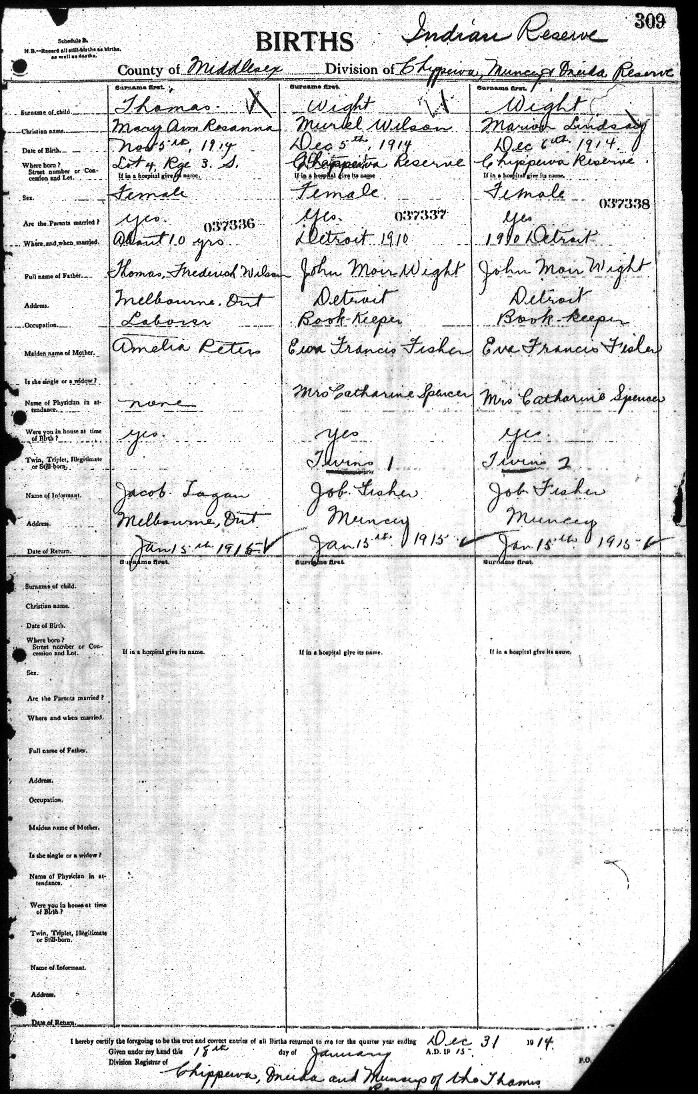 309
Schedule B.
N.B.—Record all still-births as births, as well as deaths.
BIRTHS
Indian Reserve
County of Middlesex Division of Chippewa, Muncey & Oneida Reserve
Surname first. Surname first. Surname first.
Surname of child Thomas. Wight Wight
Christian name Mary Ann Rosanna Muriel Wilson Marion Lindsay
Date of Birth Nov 5th, 1914 Dec 5th, 1914 Dec 6th 1914
Where born? Lot 4, Rge 3. S. Chippewa Reserve Chippewa Reserve.
Street number or Concession and Lot. If in a hospital give its name If in a hospital give its name If in a hospital give its name
Sex. Female Female Female
037336 037337 037338
Are the Parents married? yes. Yes. yes
Where and when married. About 10 yrs Detroit 1910 1910 Detroit
Full name of Father. Thomas, Frederick Wilson John Moir Wight John Moir Wight
Address. Melbourne, Ont Detroit Detroit
Occupation. Laborer Book Keeper Book-keeper
Maiden name of Mother. Amelia Peters Eva Francis Fisher Eva Francis Fisher
Is she single or a widow?
Name of Physician in attendance. none Mrs Catharine Spencer Mrs Catharine Spencer
Were you in house at time of Birth? yes. yes yes.
Twin, Triplet, Illegitimate or Still-born. Twins 1 Twins 2
Name of Informant. Jacob Job Fisher Job Fisher
Address. Melbourne, Ont Muncey Muncey
Date of Return. Jan 15th 1915 Jan 15th 1915 Jan 15th 1915
Surname first. Surname first. Surname first.
Surname of child.
Christian name.
Date of Birth.
Where born?
Street number or Concession and Lot. If in a hospital give its name. If in a hospital give its name. If in a hospital give its name.
Sex.
Are the Parents married?
Where and when married.
Full name of Father.
Address.
Occupation.
Maiden name of Mother.
Is she single or a widow?
Name of Physician in attendance.
Were you in house at time of Birth?
Twin, Triplet, Illegitimate or Still-born.
Name of Informant.
Address.
Date of Return.
I hereby certify the foregoing to be the true and correct entries of all Births returned to me for the quarter year ending Dec 31 1914.
Given under my hand this 18th day of January A.D. 1915.
Division Registrar of Chippewa, Oneida and Munceys of the Thames P.O.